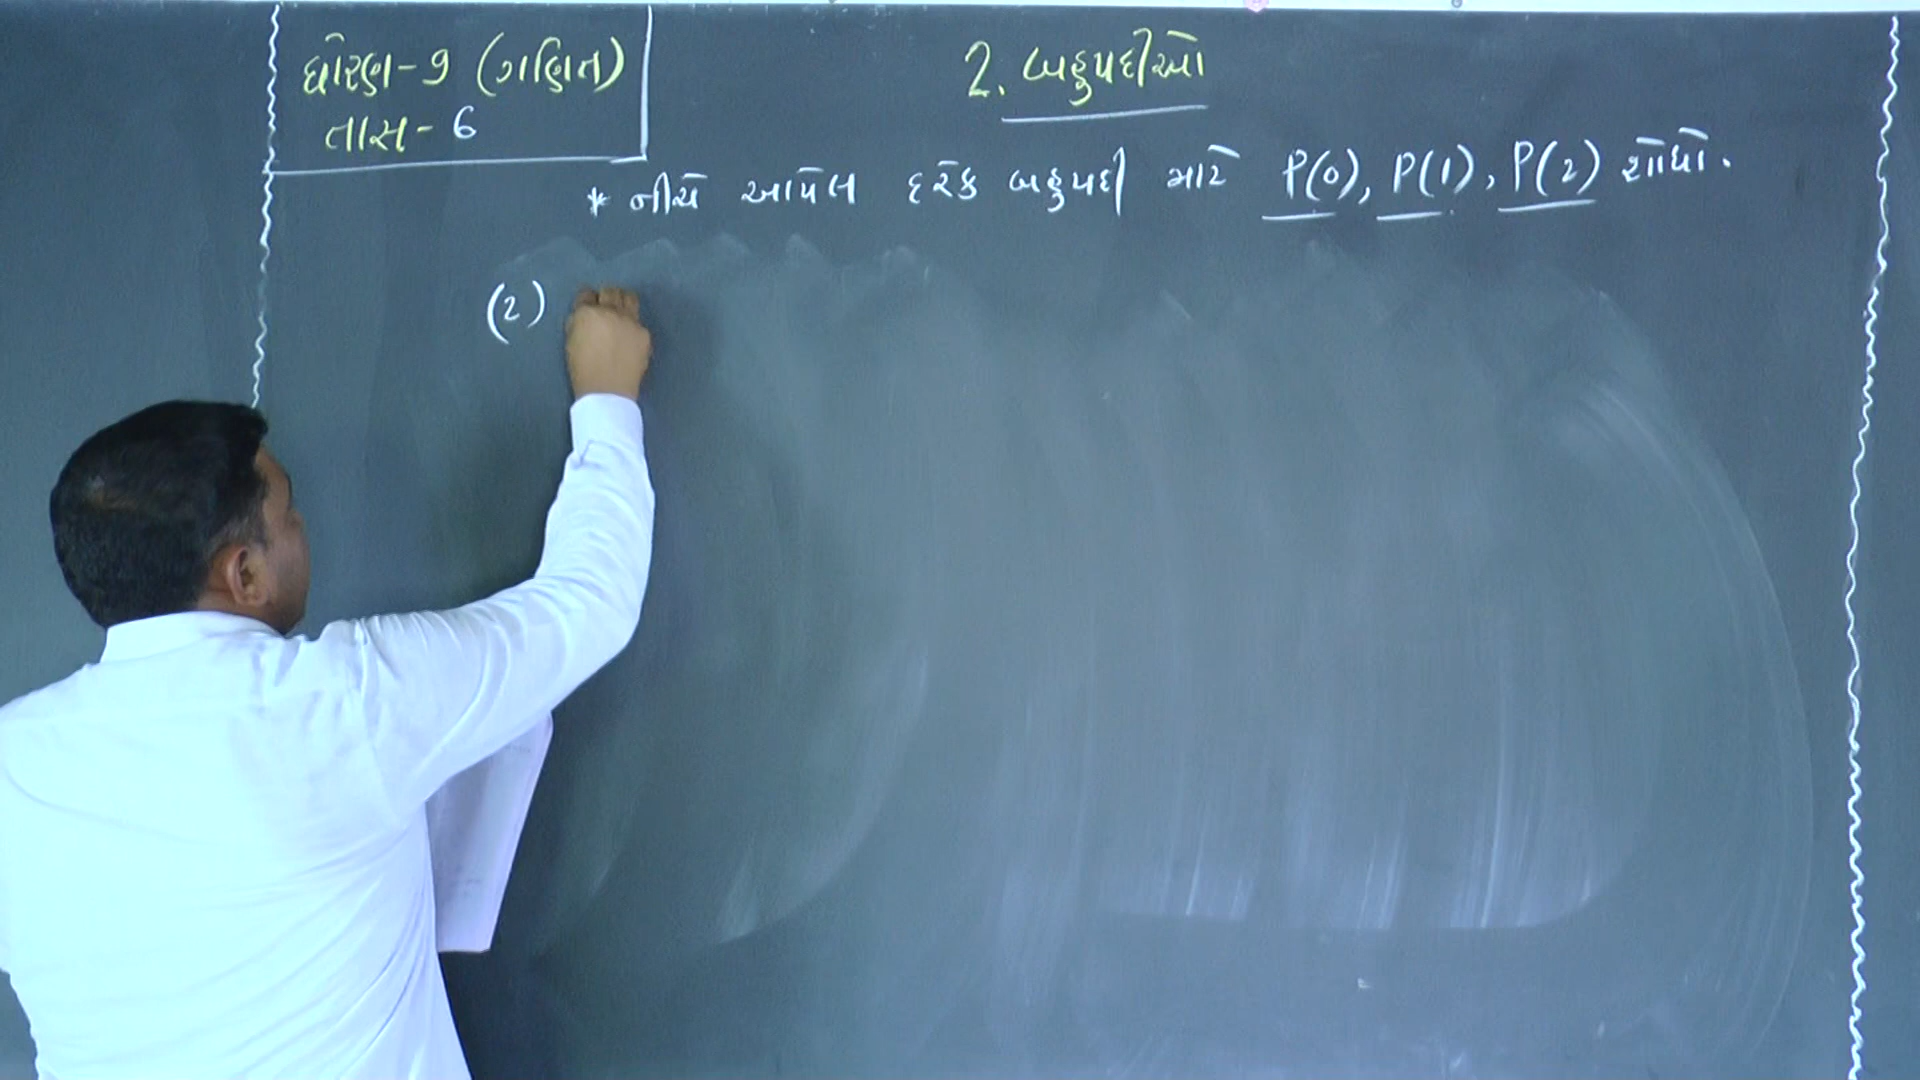 ધોરણ-9 (ગણિત)
તાસ- 6
2. બહુપદીઓ
* નીચે આપેલ દરેક બહુપદી માટે P(0), P(1), P(2) શોધો.
(2)